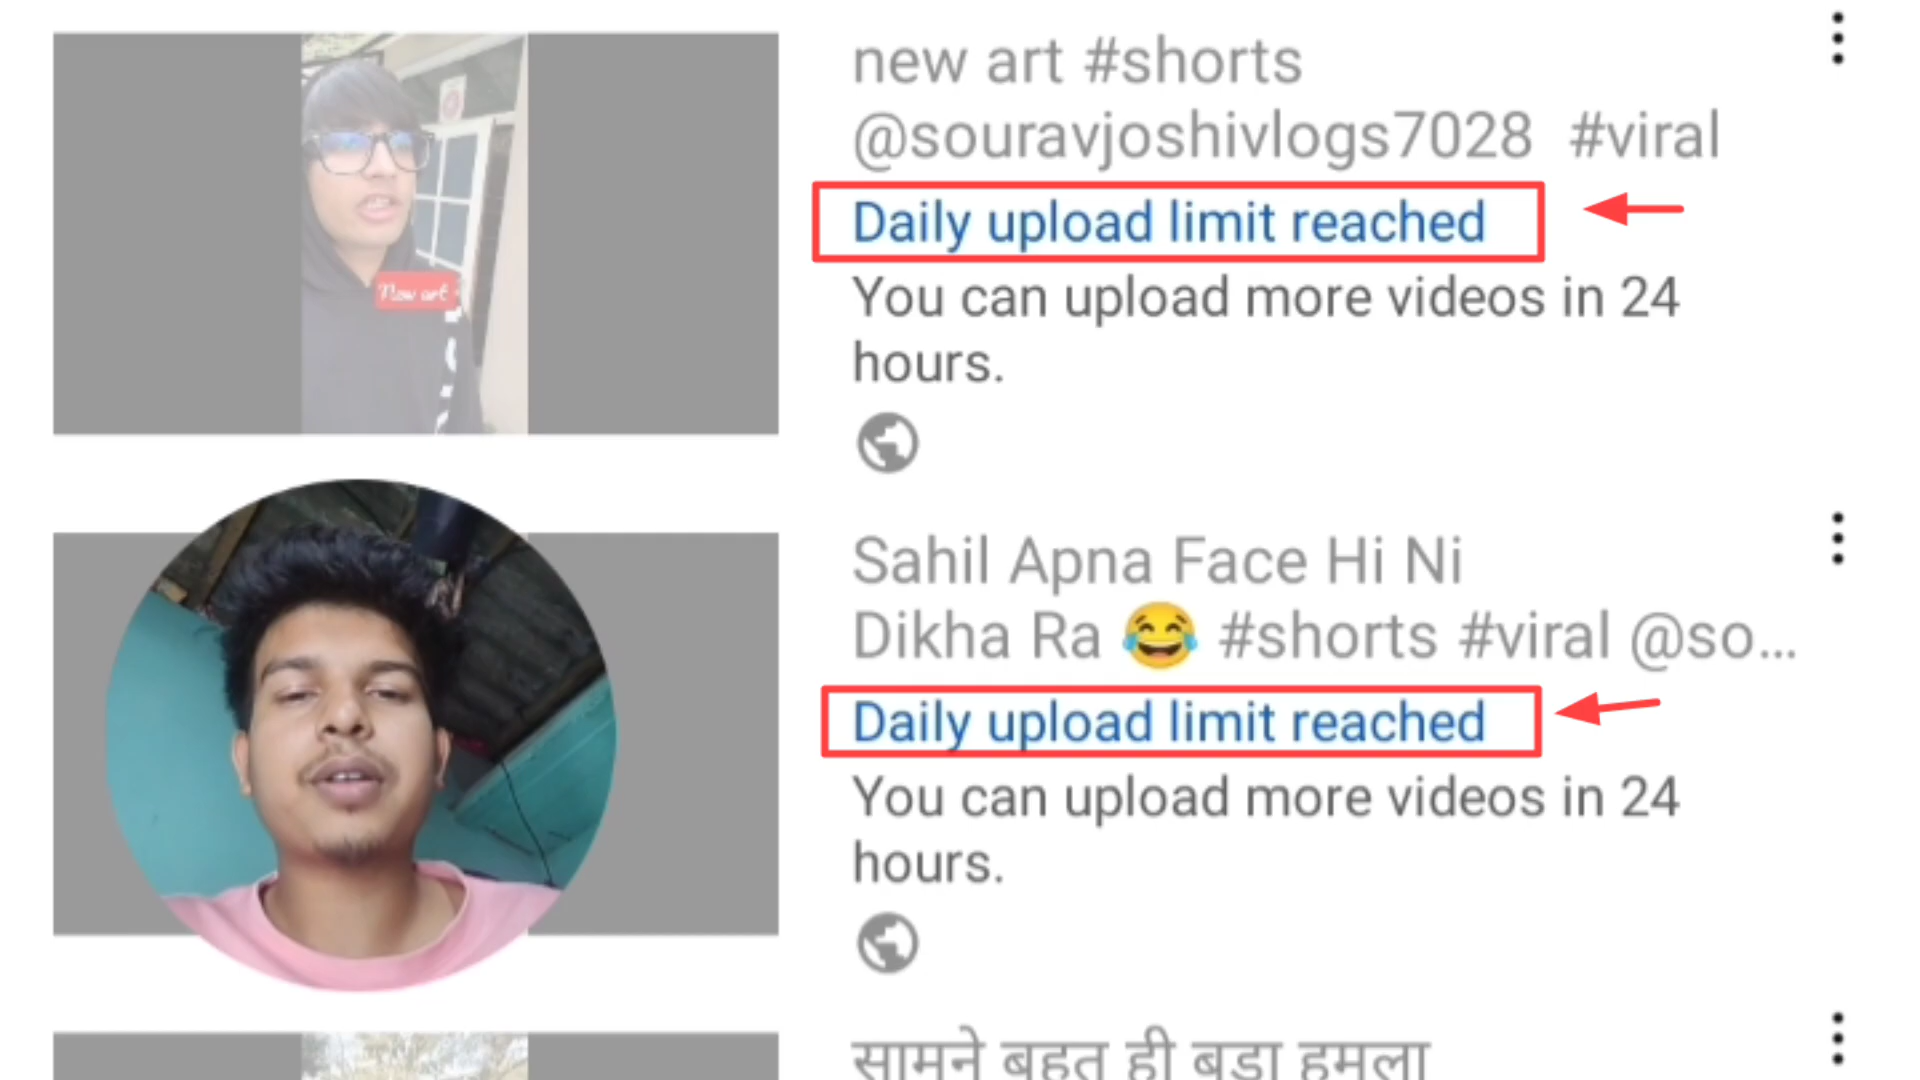 new art #shorts
@souravjoshivlogs7028 #viral
Daily upload limit reached
You can upload more videos in 24
hours.
New art
Sahil Apna Face Hi Ni
Dikha Ra 😂 #shorts #viral @so...
Daily upload limit reached
You can upload more videos in 24
hours.
सामने बहुत ही बड़ा हमला